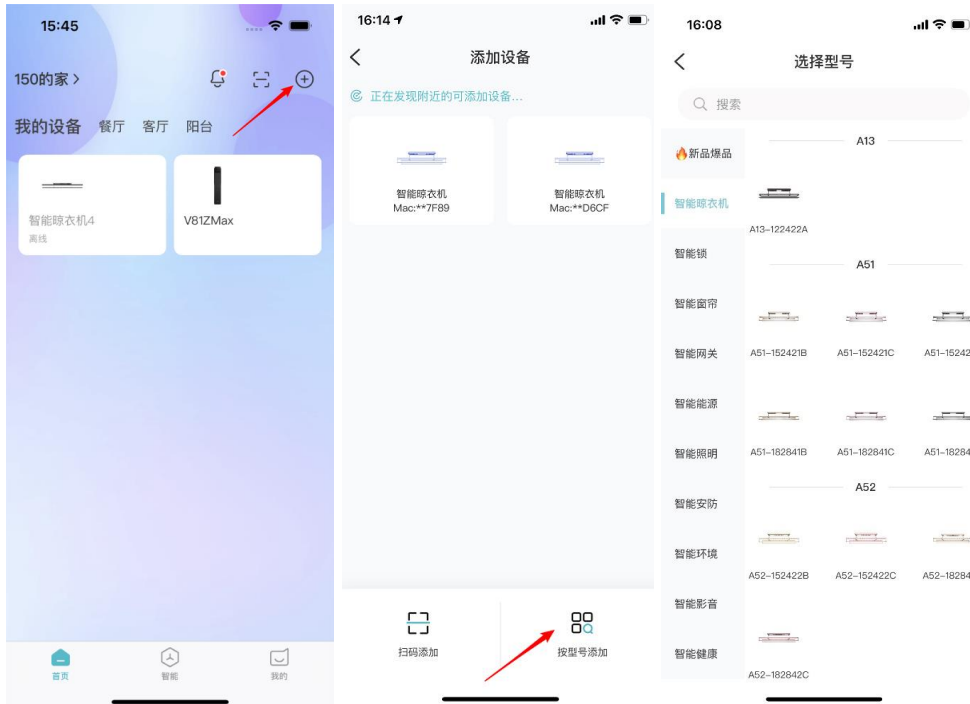 15:45
150的家 >
我的设备 餐厅 客厅 阳台
智能晾衣机4
离线
V81ZMax
首页 智能 我的
16:14
添加设备
正在发现附近的可添加设备...
智能晾衣机
Mac:**7F89
智能晾衣机
Mac:**D6CF
扫码添加 按型号添加
16:08
选择型号
搜索
新品爆品
智能晾衣机
智能锁
智能窗帘
智能网关
智能能源
智能照明
智能安防
智能环境
智能影音
智能健康
A13
A13-122422A
A51
A51-152421B A51-152421C A51-15242
A51-182841B A51-182841C A51-18284
A52
A52-152422B A52-152422C A52-18284
A52-182842C